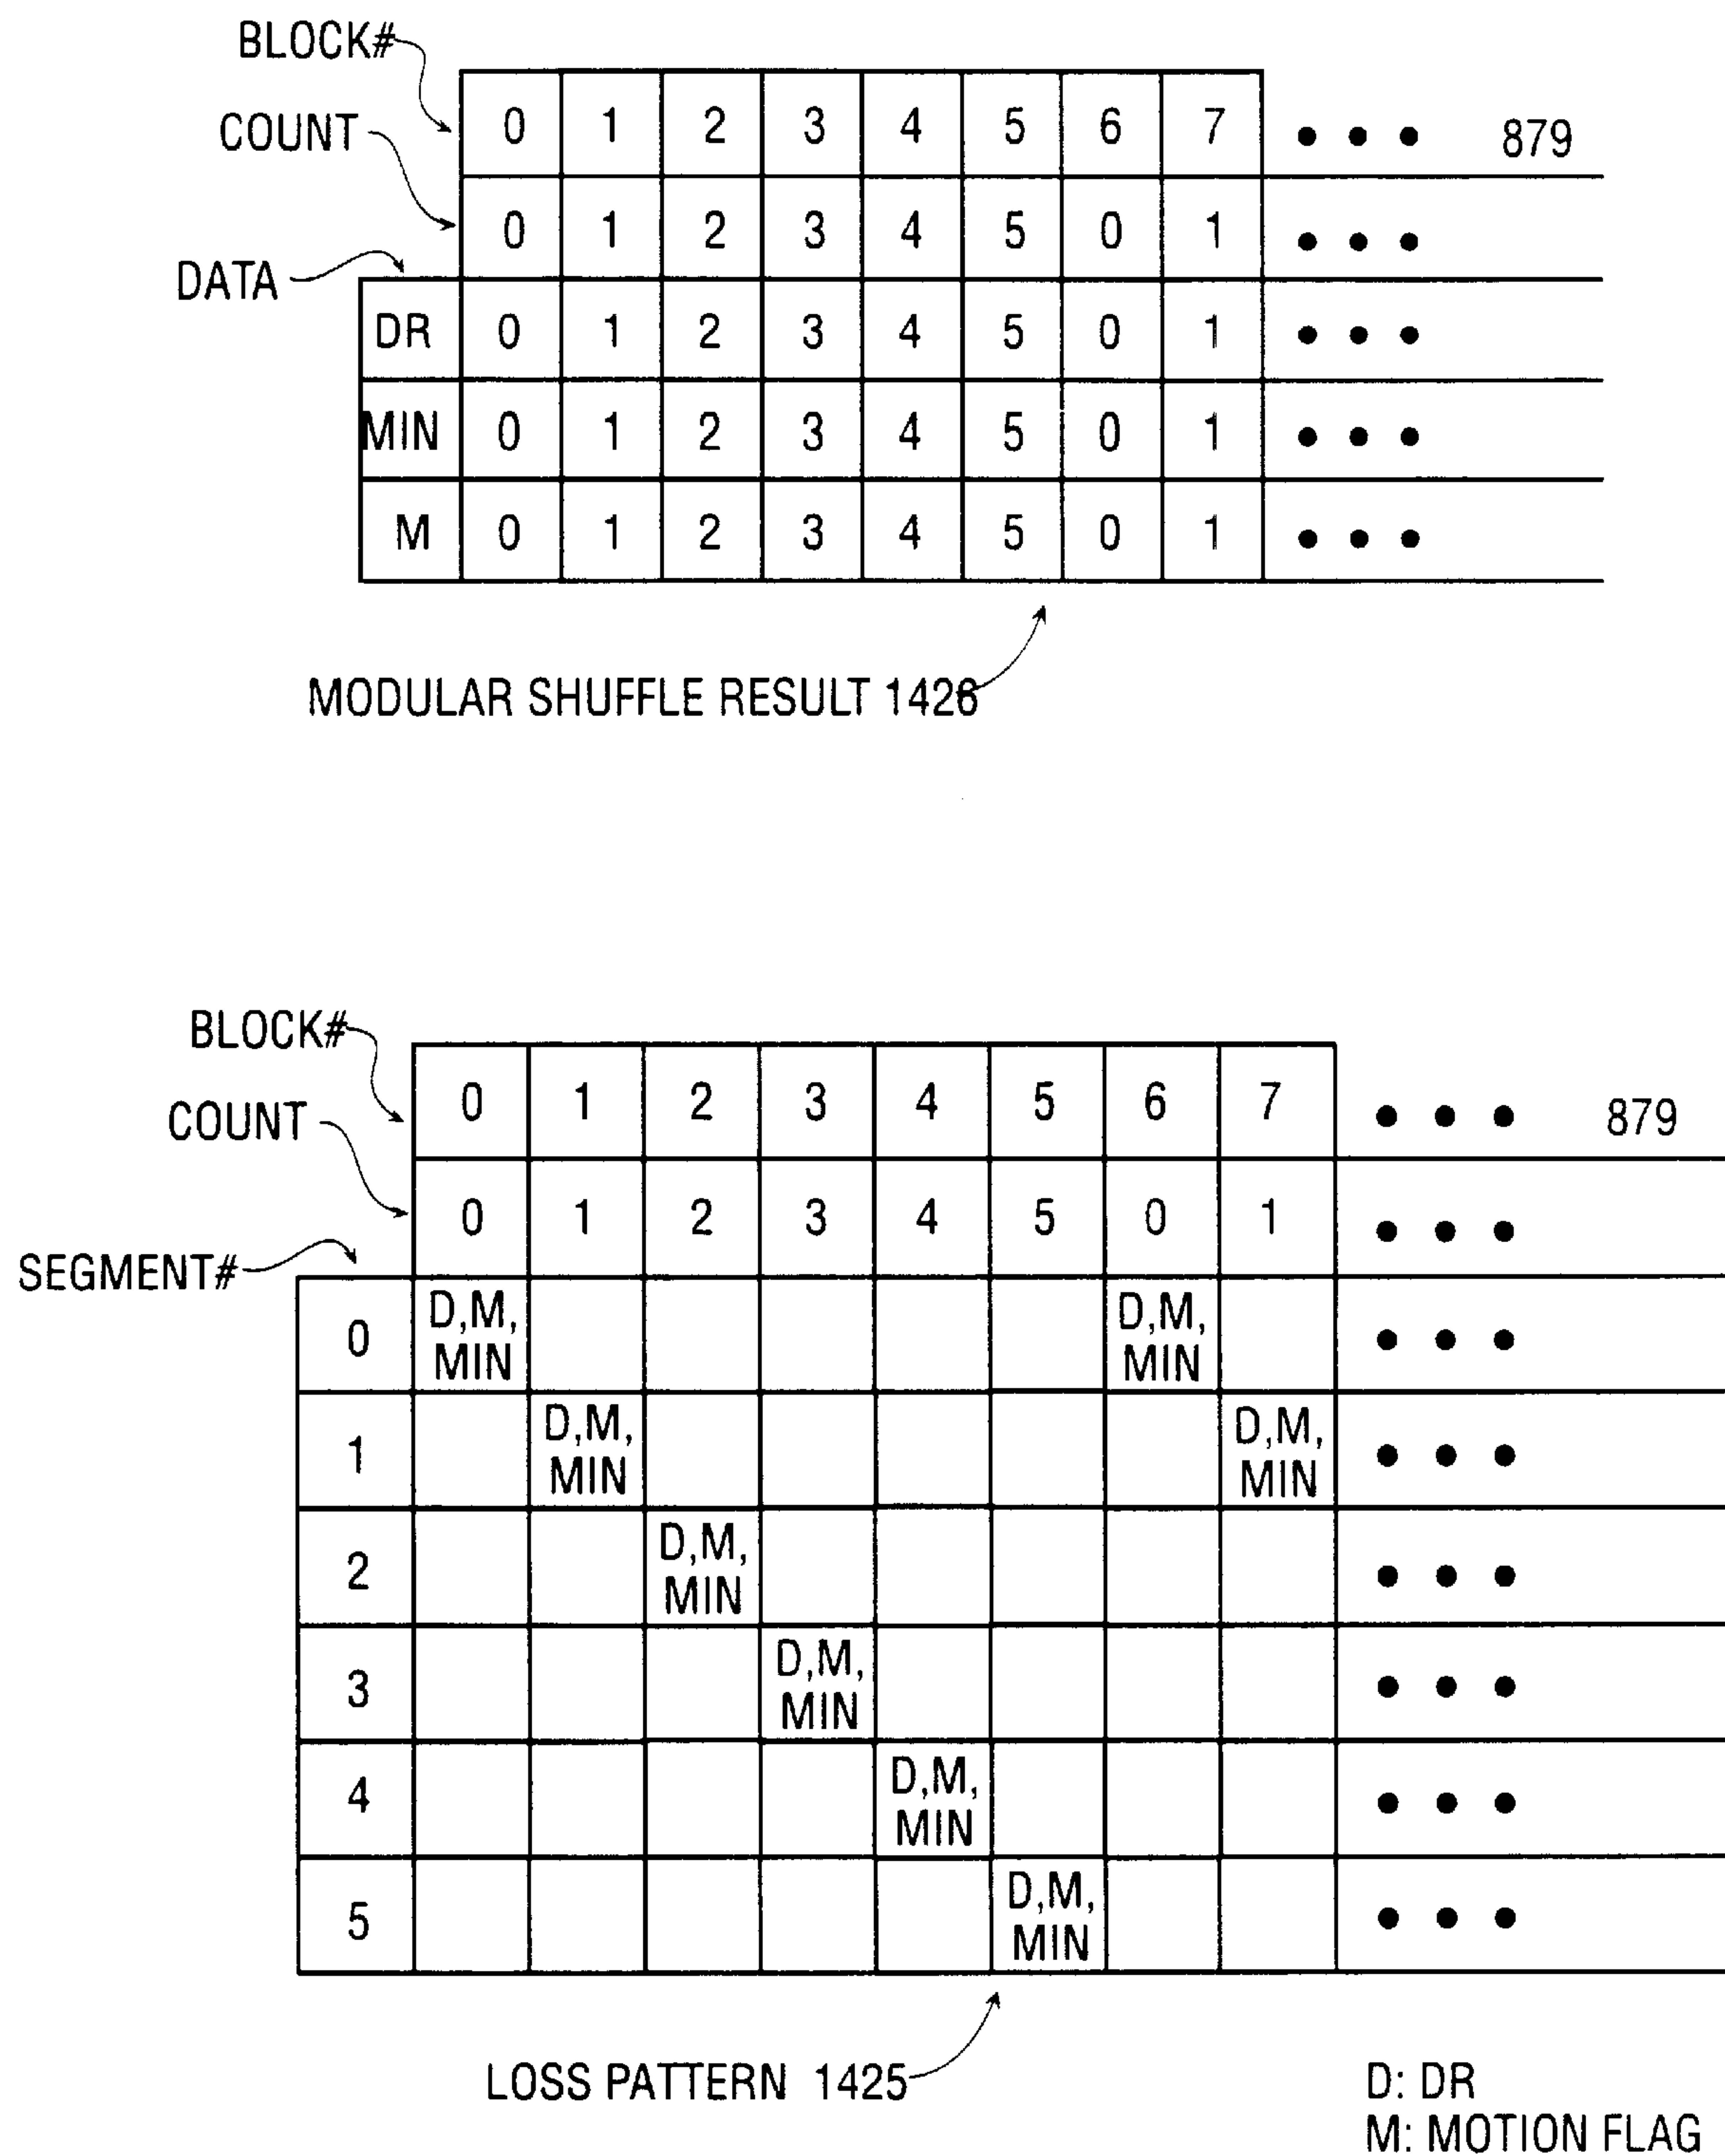 BLOCK#
0 1 2 3 4 5 6 7 ● ● ● 879
COUNT
0 1 2 3 4 5 0 1 ● ● ●
DATA
DR 0 1 2 3 4 5 0 1 ● ● ●
MIN 0 1 2 3 4 5 0 1 ● ● ●
M 0 1 2 3 4 5 0 1 ● ● ●
MODULAR SHUFFLE RESULT 1426
BLOCK#
0 1 2 3 4 5 6 7 ● ● ● 879
COUNT
0 1 2 3 4 5 0 1 ● ● ●
SEGMENT#
0 D,M, MIN D,M, MIN ● ● ●
1 D,M, MIN D,M, MIN ● ● ●
2 D,M, MIN ● ● ●
3 D,M, MIN ● ● ●
4 D,M, MIN ● ● ●
5 D,M, MIN ● ● ●
LOSS PATTERN 1425
D: DR
M: MOTION FLAG